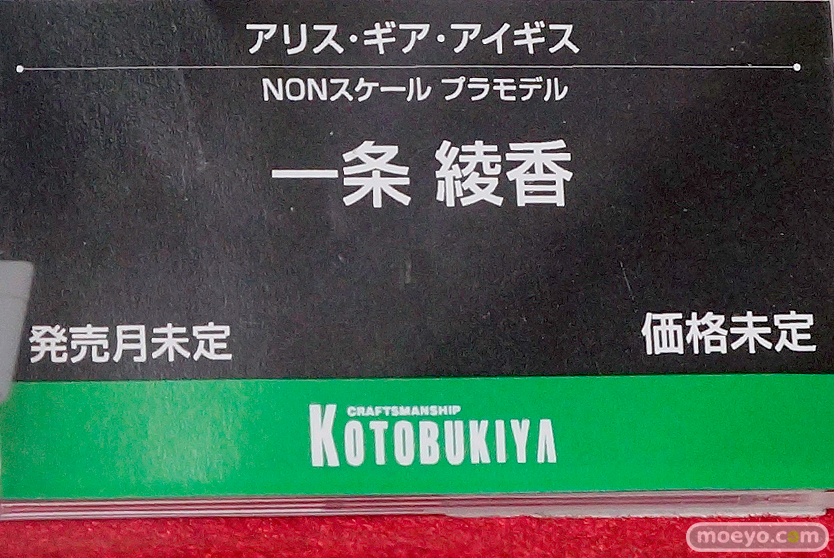 アリス・ギア・アイギス
NONスケール プラモデル
一条 綾香
発売月未定
価格未定
CRAFTSMANSHIP
KOTOBUKIYA
moeyo.com